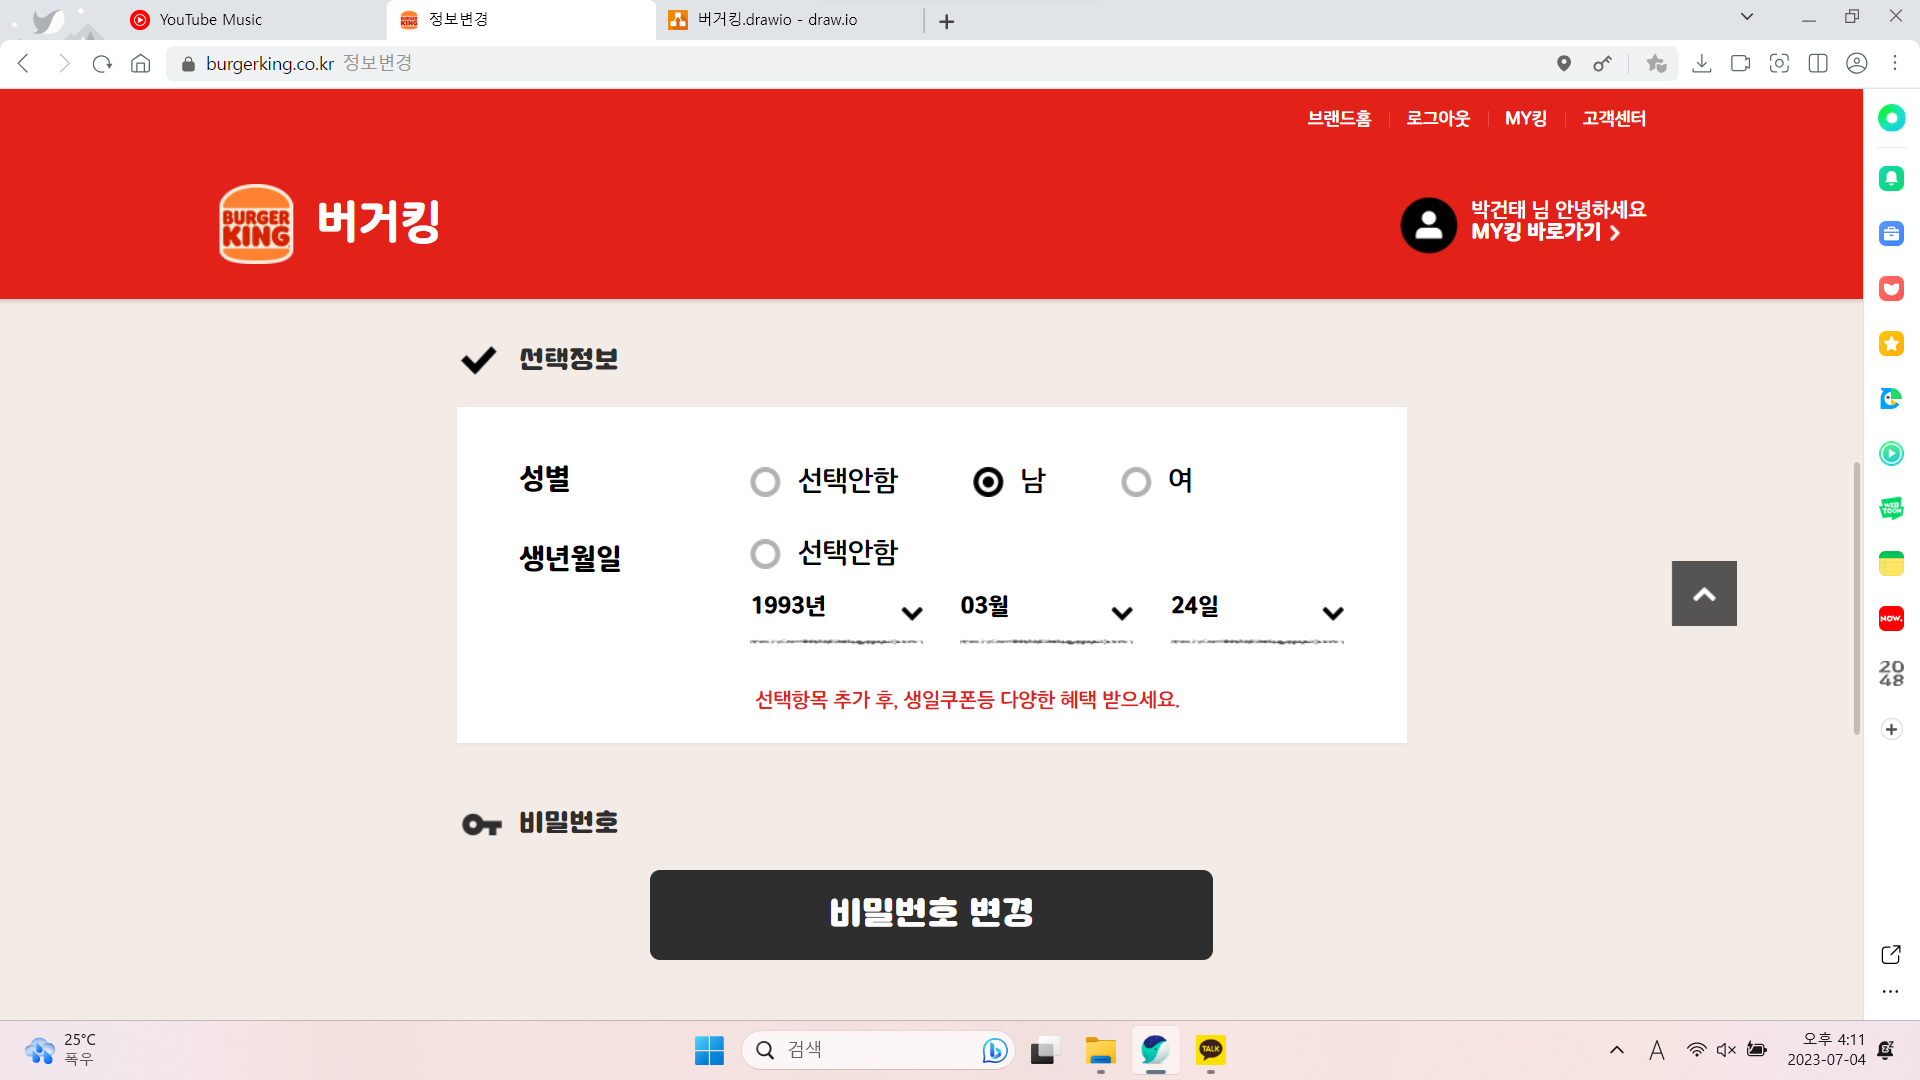 YouTube Music
정보변경
버거킹.drawio - draw.io
burgerking.co.kr 정보변경
브랜드홈
로그아웃
MY킹
고객센터
BURGER KING
버거킹
박건태 님 안녕하세요
MY킹 바로가기
선택정보
성별
선택안함
남
여
생년월일
선택안함
1993년
03월
24일
선택항목 추가 후, 생일쿠폰등 다양한 혜택 받으세요.
비밀번호
비밀번호 변경
WEB
TOON
NOW.
20
48
25°C
폭우
검색
TALK
A
오후 4:11
2023-07-04